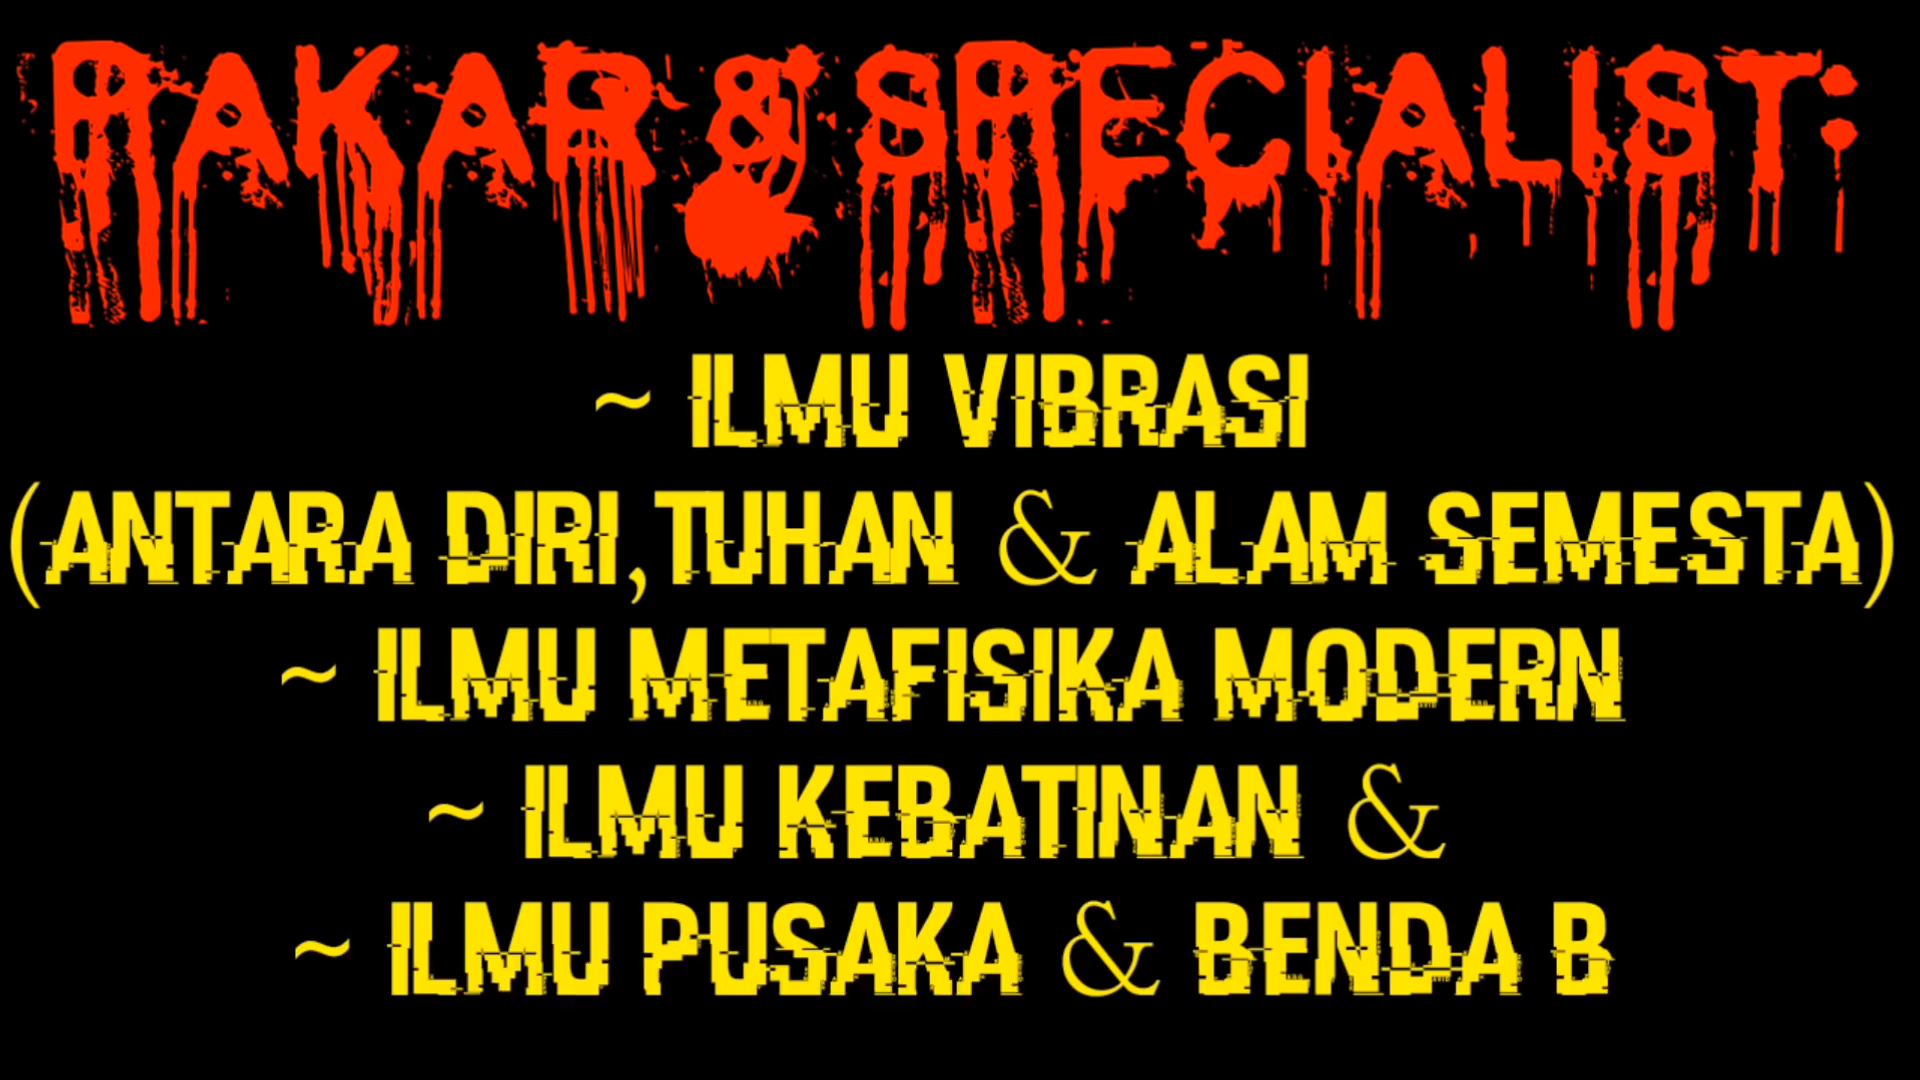 PAKAR & SPECIALIST:
~ ILMU VIBRASI
(ANTARA DIRI,TUHAN & ALAM SEMESTA)
~ ILMU METAFISIKA MODERN
~ ILMU KEBATINAN &
~ ILMU PUSAKA & BENDA B